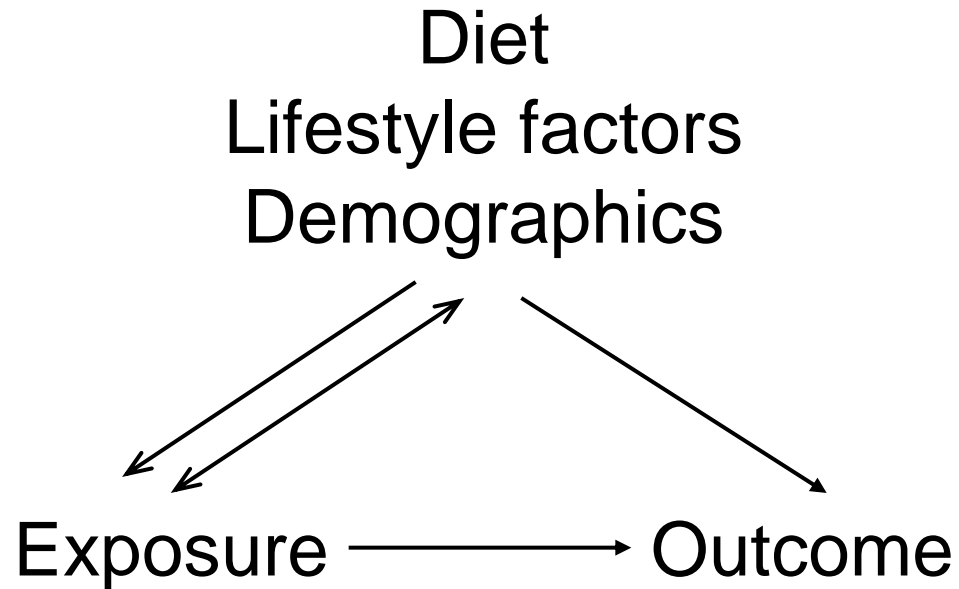 Diet
Lifestyle factors
Demographics
Exposure
Outcome